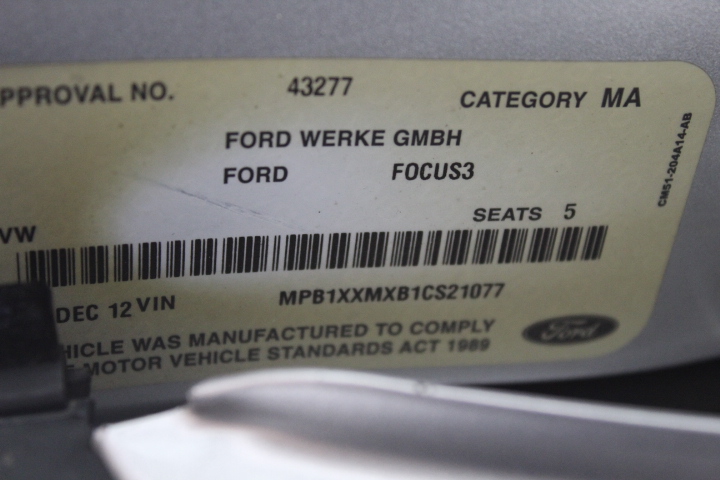 PPROVAL NO. 43277 CATEGORY MA
FORD WERKE GMBH
FORD FOCUS3
CM51-204A14-AB
SEATS 5
VW
DEC 12 VIN MPB1XXMXB1CS21077
HICLE WAS MANUFACTURED TO COMPLY
MOTOR VEHICLE STANDARDS ACT 1989
Ford